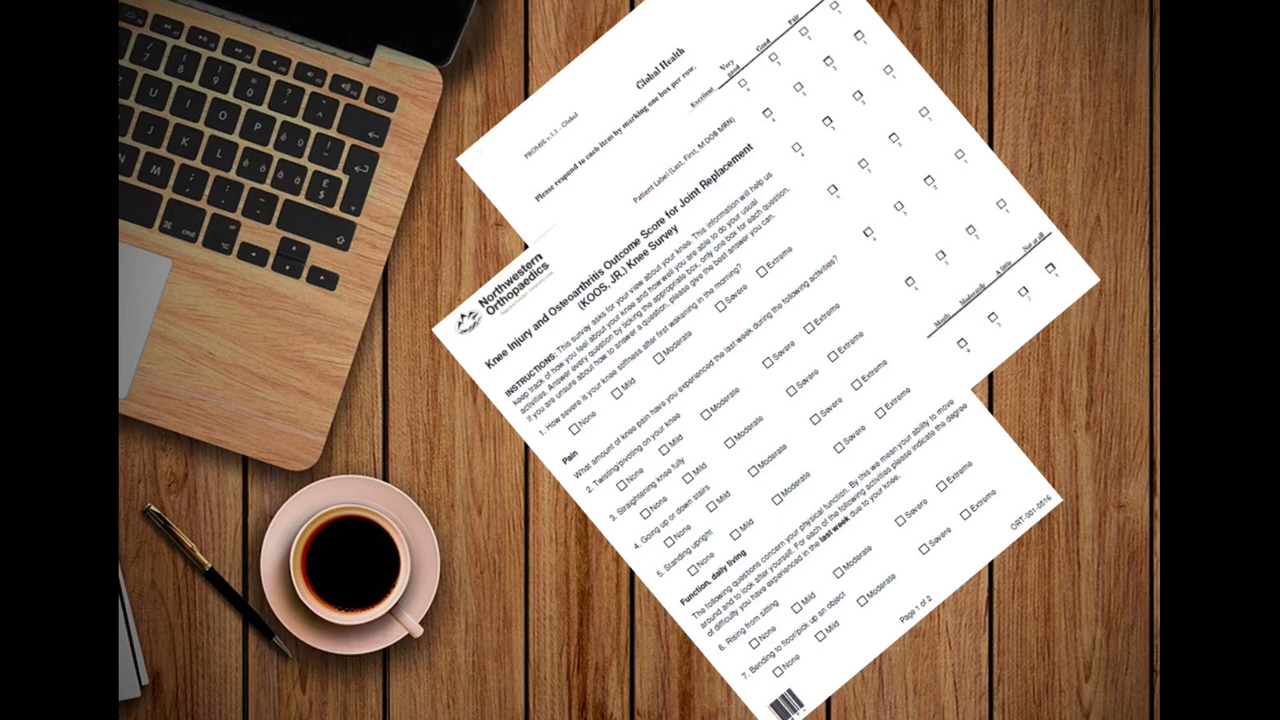 PROMIS v.1.1 - Global
Global Health
Please respond to each item by marking one box per row.
Excellent
Very good
Good
Fair
Much
Moderate
A little
Not at all
Northwestern
Orthopaedics
Patient Label (Last, First, M DOB MRN)
Knee Injury and Osteoarthritis Outcome Score for Joint Replacement
(KOOS, JR.) Knee Survey
INSTRUCTIONS: This survey asks for your view about your knee. This information will help us
keep track of how you feel about your knee and how well you are able to do your usual
activities. Answer every question by ticking the appropriate box, only one box for each question.
If you are unsure about how to answer a question, please give the best answer you can.
1. How severe is your knee stiffness after first wakening in the morning?
None Mild Moderate Severe Extreme
Pain
What amount of knee pain have you experienced the last week during the following activities?
2. Twisting/pivoting on your knee
None Mild Moderate Severe Extreme
3. Straightening knee fully
None Mild Moderate Severe Extreme
4. Going up or down stairs
None Mild Moderate Severe Extreme
5. Standing upright
None Mild Moderate Severe Extreme
Function, daily living
The following questions concern your physical function. By this we mean your ability to move
around and to look after yourself. For each of the following activities please indicate the degree
of difficulty you have experienced in the last week due to your knee.
6. Rising from sitting
None Mild Moderate Severe Extreme
7. Bending to floor/pick up an object
None Mild Moderate Severe Extreme
Page 1 of 2
ORT-001-0516